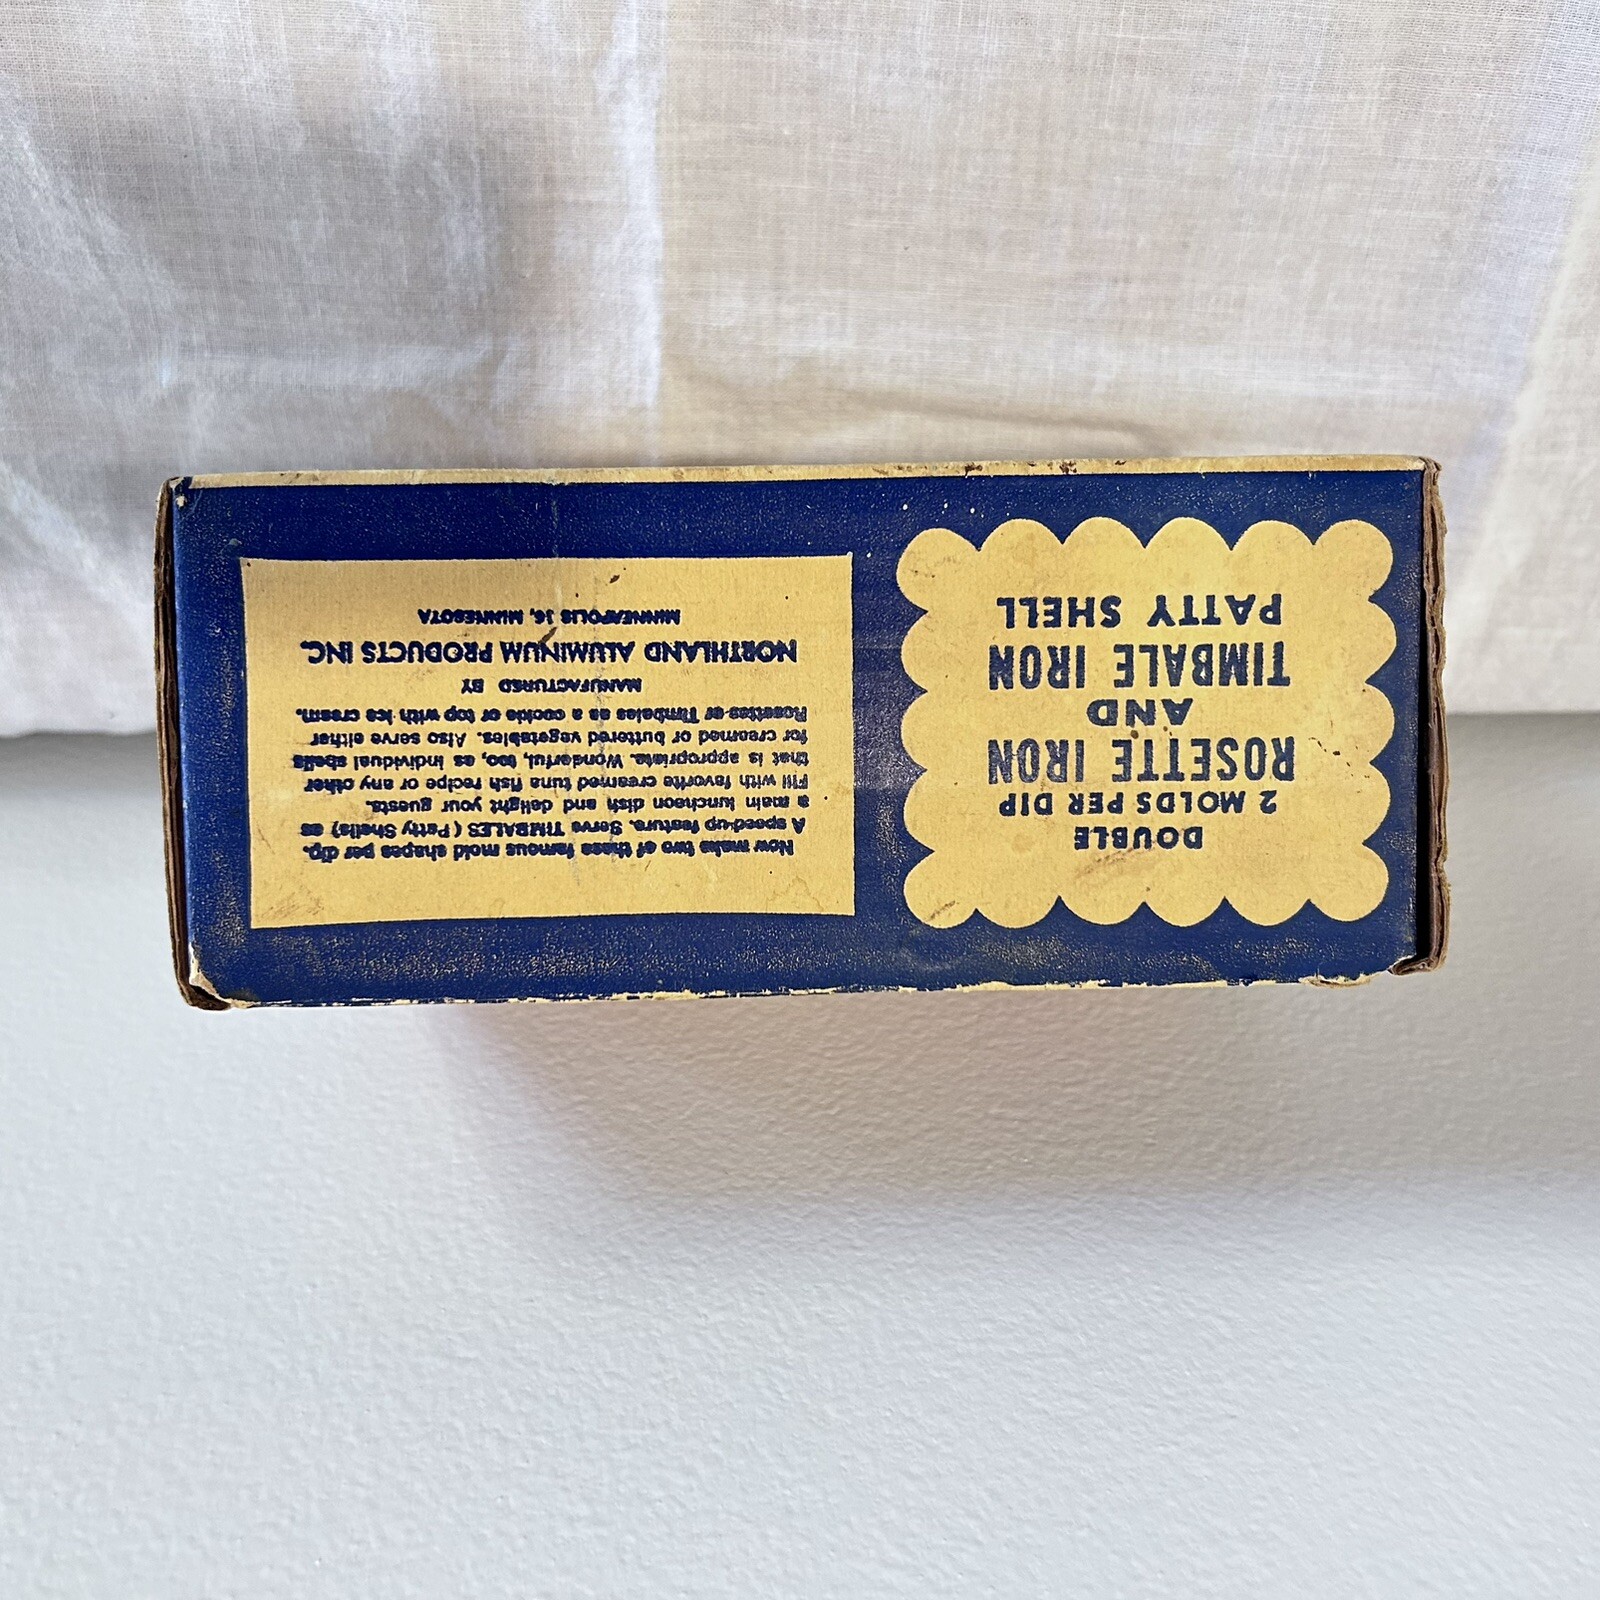 DOUBLE
2 MOLDS PER DIP
ROSETTE IRON
AND
TIMBALE IRON
PATTY SHELL
Now make two of these famous mold shapes per dip.
A speed-up feature. Serve TIMBALES (Patty Shells) as
a main luncheon dish and delight your guests.
Fill with favorite creamed tuna fish recipe or any other
that is appropriate. Wonderful, too, as individual shells
for creamed or buttered vegetables. Also serve either
Rosettes or Timbales as a cookie or top with ice cream.
MANUFACTURED BY
NORTHLAND ALUMINUM PRODUCTS INC.
MINNEAPOLIS 16, MINNESOTA